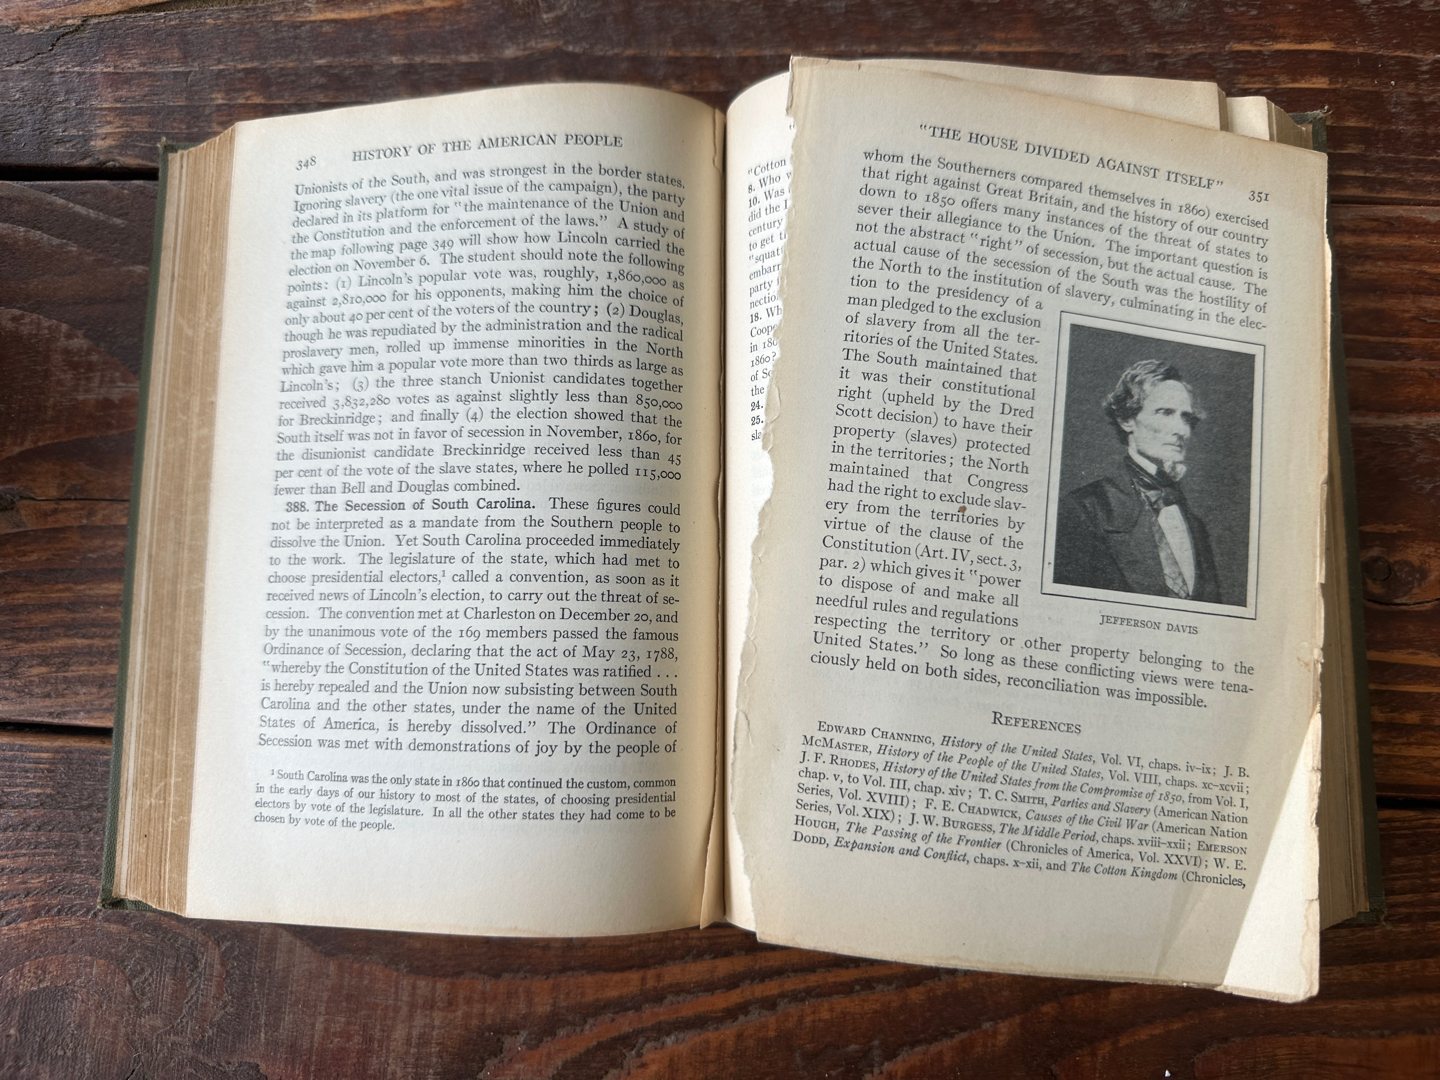 348 HISTORY OF THE AMERICAN PEOPLE
Unionists of the South, and was strongest in the border states.
Ignoring slavery (the one vital issue of the campaign), the party
declared in its platform for "the maintenance of the Union and
the Constitution and the enforcement of the laws." A study of
the map following page 349 will show how Lincoln carried the
election on November 6. The student should note the following
points: (1) Lincoln's popular vote was, roughly, 1,860,000 as
against 2,810,000 for his opponents, making him the choice of
only about 40 per cent of the voters of the country; (2) Douglas,
though he was repudiated by the administration and the radical
proslavery men, rolled up immense minorities in the North
which gave him a popular vote more than two thirds as large as
Lincoln's; (3) the three stanch Unionist candidates together
received 3,832,280 votes as against slightly less than 850,000
for Breckinridge; and finally (4) the election showed that the
South itself was not in favor of secession in November, 1860, for
the disunionist candidate Breckinridge received less than 45
per cent of the vote of the slave states, where he polled 115,000
fewer than Bell and Douglas combined.
388. The Secession of South Carolina. These figures could
not be interpreted as a mandate from the Southern people to
dissolve the Union. Yet South Carolina proceeded immediately
to the work. The legislature of the state, which had met to
choose presidential electors,¹ called a convention, as soon as it
received news of Lincoln's election, to carry out the threat of se-
cession. The convention met at Charleston on December 20, and
by the unanimous vote of the 169 members passed the famous
Ordinance of Secession, declaring that the act of May 23, 1788,
"whereby the Constitution of the United States was ratified . . .
is hereby repealed and the Union now subsisting between South
Carolina and the other states, under the name of the United
States of America, is hereby dissolved." The Ordinance of
Secession was met with demonstrations of joy by the people of
¹ South Carolina was the only state in 1860 that continued the custom, common
in the early days of our history to most of the states, of choosing presidential
electors by vote of the legislature. In all the other states they had come to be
chosen by vote of the people.
"Cotton
8. Who
10. Was
did the
century
to get
"squat
embarr
party
nectio
18. Wh
Coope
in 186
1860?
of So
the
24.
25.
"THE HOUSE DIVIDED AGAINST ITSELF" 351
whom the Southerners compared themselves in 1860) exercised
that right against Great Britain, and the history of our country
down to 1850 offers many instances of the threat of states to
sever their allegiance to the Union. The important question is
not the abstract "right" of secession, but the actual cause. The
actual cause of the secession of the South was the hostility of
the North to the institution of slavery, culminating in the elec-
tion to the presidency of a
man pledged to the exclusion
of slavery from all the ter-
ritories of the United States.
The South maintained that
it was their constitutional
right (upheld by the Dred
Scott decision) to have their
property (slaves) protected
in the territories; the North
maintained that Congress
had the right to exclude slav-
ery from the territories by
virtue of the clause of the
Constitution (Art. IV, sect. 3,
par. 2) which gives it "power
to dispose of and make all
needful rules and regulations
respecting the territory or other property belonging to the
United States." So long as these conflicting views were tena-
ciously held on both sides, reconciliation was impossible.
JEFFERSON DAVIS
REFERENCES
EDWARD CHANNING, History of the United States, Vol. VI, chaps. iv–ix; J. B.
MCMASTER, History of the People of the United States, Vol. VIII, chaps. xc–xcvii;
J. F. RHODES, History of the United States from the Compromise of 1850, from Vol. I,
chap. v, to Vol. III, chap. xiv; T. C. SMITH, Parties and Slavery (American Nation
Series, Vol. XVIII); F. E. CHADWICK, Causes of the Civil War (American Nation
Series, Vol. XIX); J. W. BURGESS, The Middle Period, chaps. xviii–xxii; EMERSON
HOUGH, The Passing of the Frontier (Chronicles of America, Vol. XXVI); W. E.
DODD, Expansion and Conflict, chaps. x–xii, and The Cotton Kingdom (Chronicles,